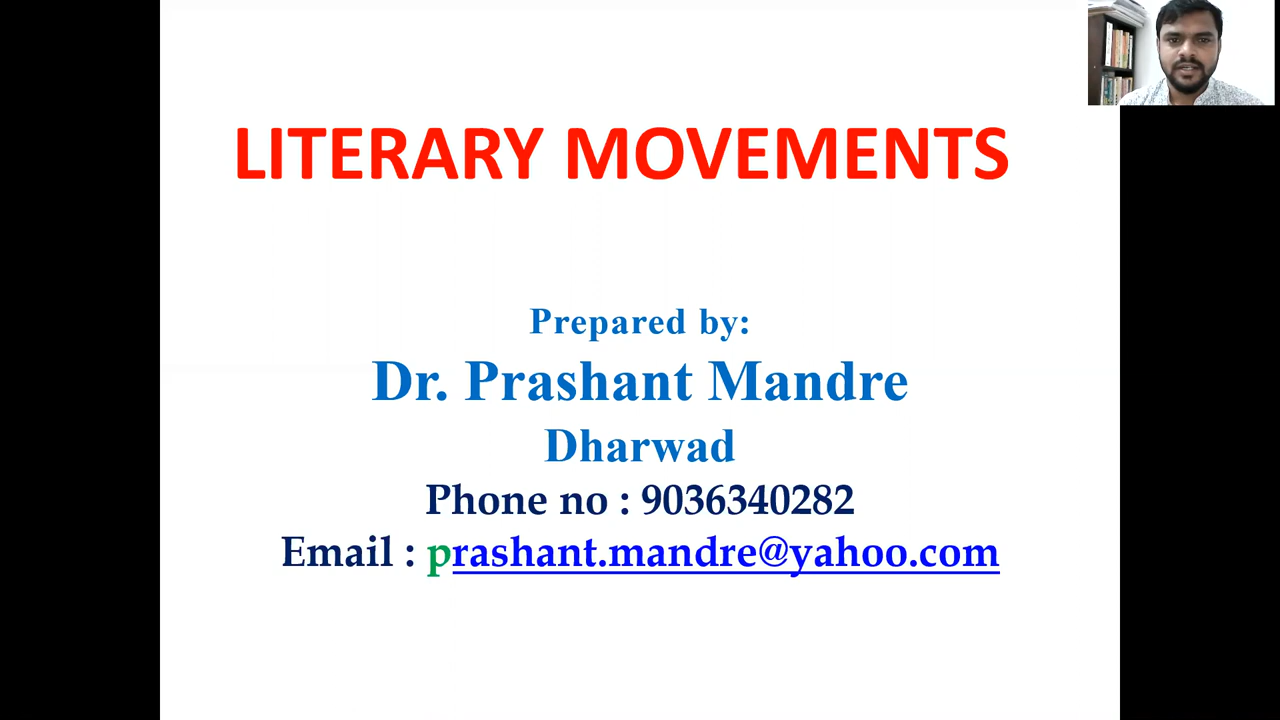 LITERARY MOVEMENTS
Prepared by:
Dr. Prashant Mandre
Dharwad
Phone no : 9036340282
Email : prashant.mandre@yahoo.com